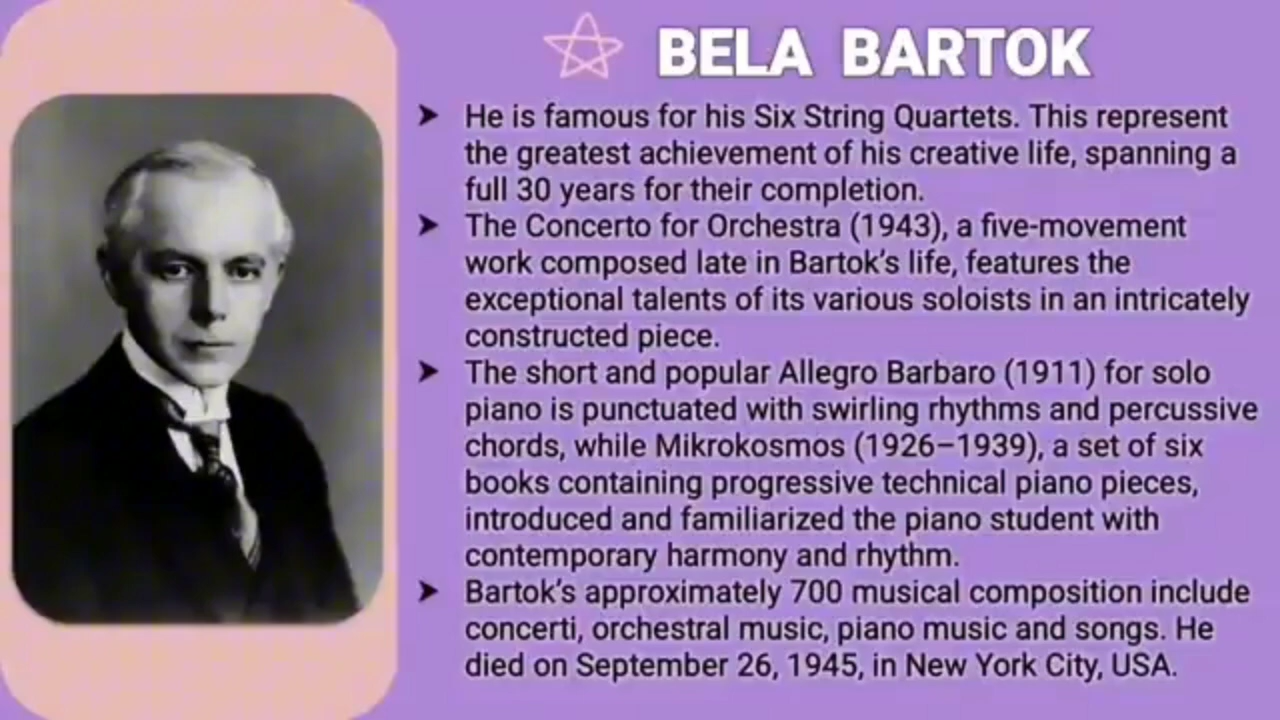 BELA BARTOK
➤ He is famous for his Six String Quartets. This represent
the greatest achievement of his creative life, spanning a
full 30 years for their completion.
➤ The Concerto for Orchestra (1943), a five-movement
work composed late in Bartok's life, features the
exceptional talents of its various soloists in an intricately
constructed piece.
➤ The short and popular Allegro Barbaro (1911) for solo
piano is punctuated with swirling rhythms and percussive
chords, while Mikrokosmos (1926–1939), a set of six
books containing progressive technical piano pieces,
introduced and familiarized the piano student with
contemporary harmony and rhythm.
➤ Bartok's approximately 700 musical composition include
concerti, orchestral music, piano music and songs. He
died on September 26, 1945, in New York City, USA.